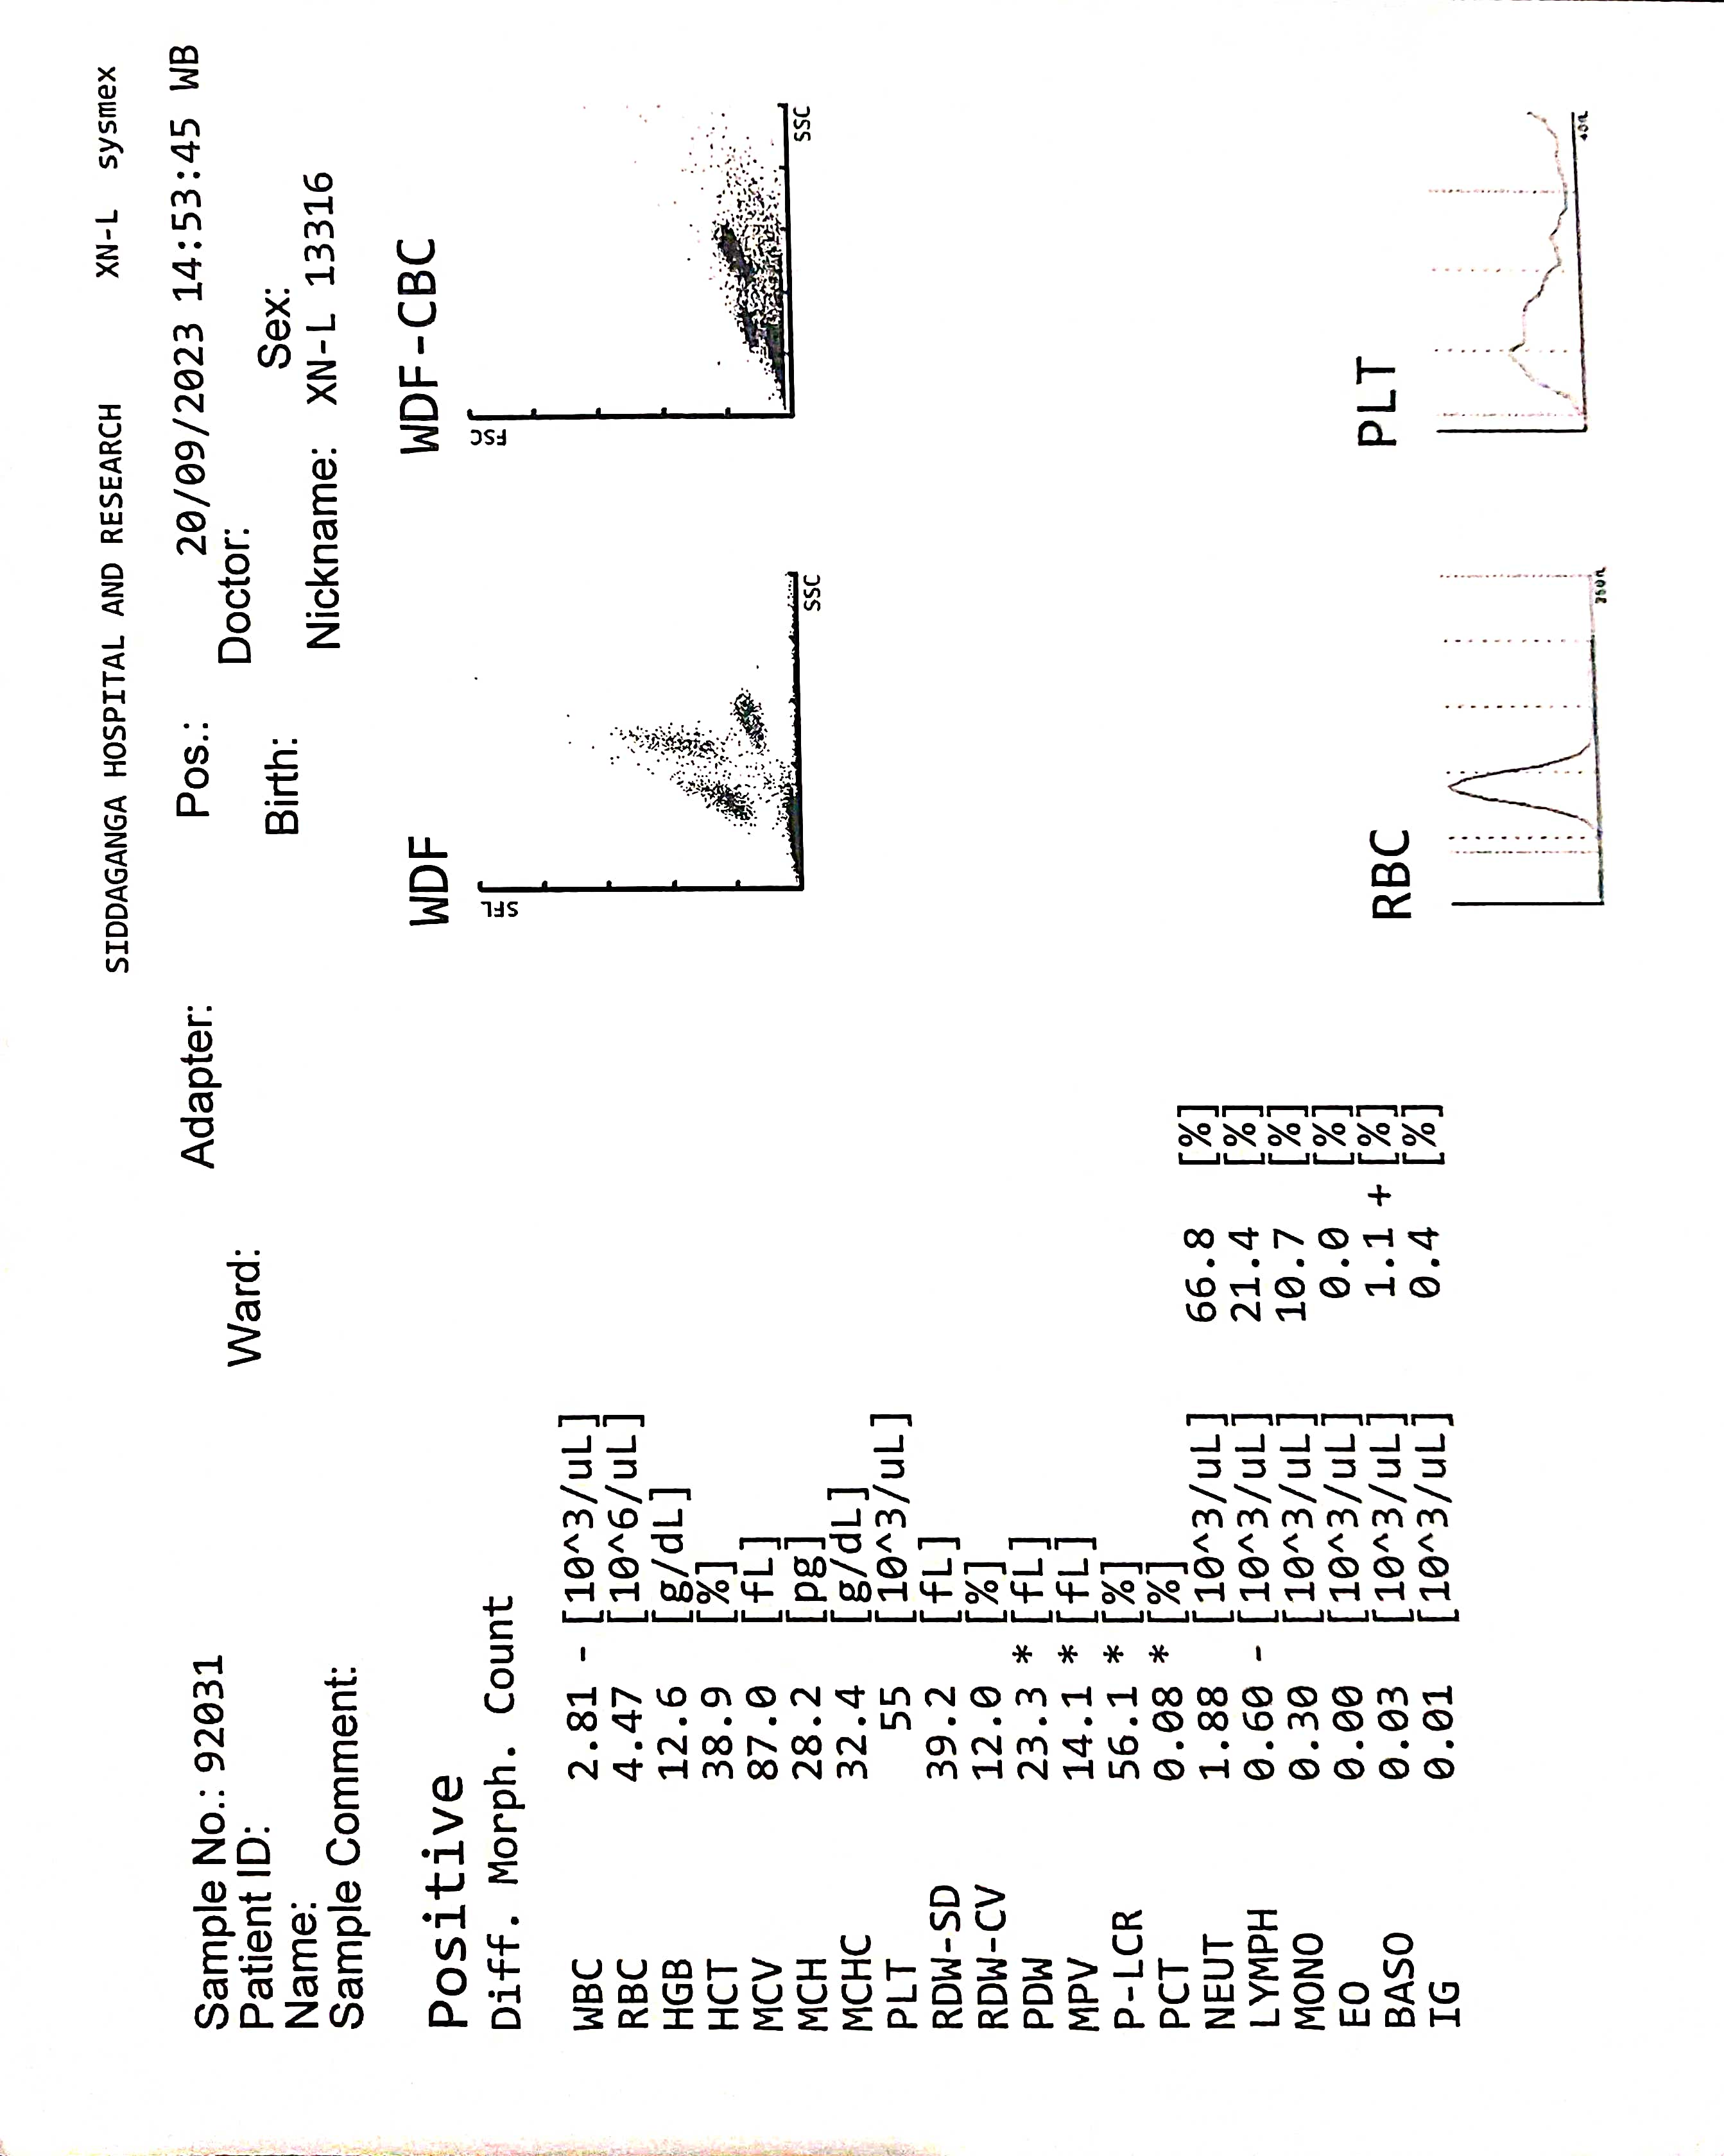 SIDDAGANGA HOSPITAL AND RESEARCH XN-L sysmex
Sample No.: 92031 Adapter: Pos.: 20/09/2023 14:53:45 WB
Patient ID: Ward: Doctor:
Name: Birth: Sex:
Sample Comment: Nickname: XN-L 13316
Positive
Diff. Morph. Count
WDF
SFL
SSC
WDF-CBC
FSC
SSC
WBC 2.81 - [10^3/uL]
RBC 4.47 [10^6/uL]
HGB 12.6 [g/dL]
HCT 38.9 [%]
MCV 87.0 [fL]
MCH 28.2 [pg]
MCHC 32.4 [g/dL]
PLT 55 [10^3/uL]
RDW-SD 39.2 [fL]
RDW-CV 12.0 [%]
PDW 23.3 * [fL]
MPV 14.1 * [fL]
P-LCR 56.1 * [%]
PCT 0.08 * [%]
NEUT 1.88 [10^3/uL] 66.8 [%]
LYMPH 0.60 - [10^3/uL] 21.4 [%]
MONO 0.30 [10^3/uL] 10.7 [%]
EO 0.00 [10^3/uL] 0.0 [%]
BASO 0.03 [10^3/uL] 1.1 + [%]
IG 0.01 [10^3/uL] 0.4 [%]
RBC
250fL
PLT
40fL